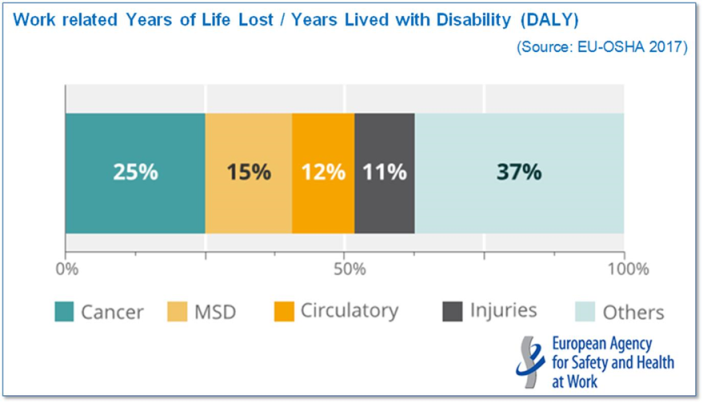 Work related Years of Life Lost / Years Lived with Disability (DALY)
(Source: EU-OSHA 2017)
25% 15% 12% 11% 37%
0% 50% 100%
Cancer MSD Circulatory Injuries Others
European Agency
for Safety and Health
at Work